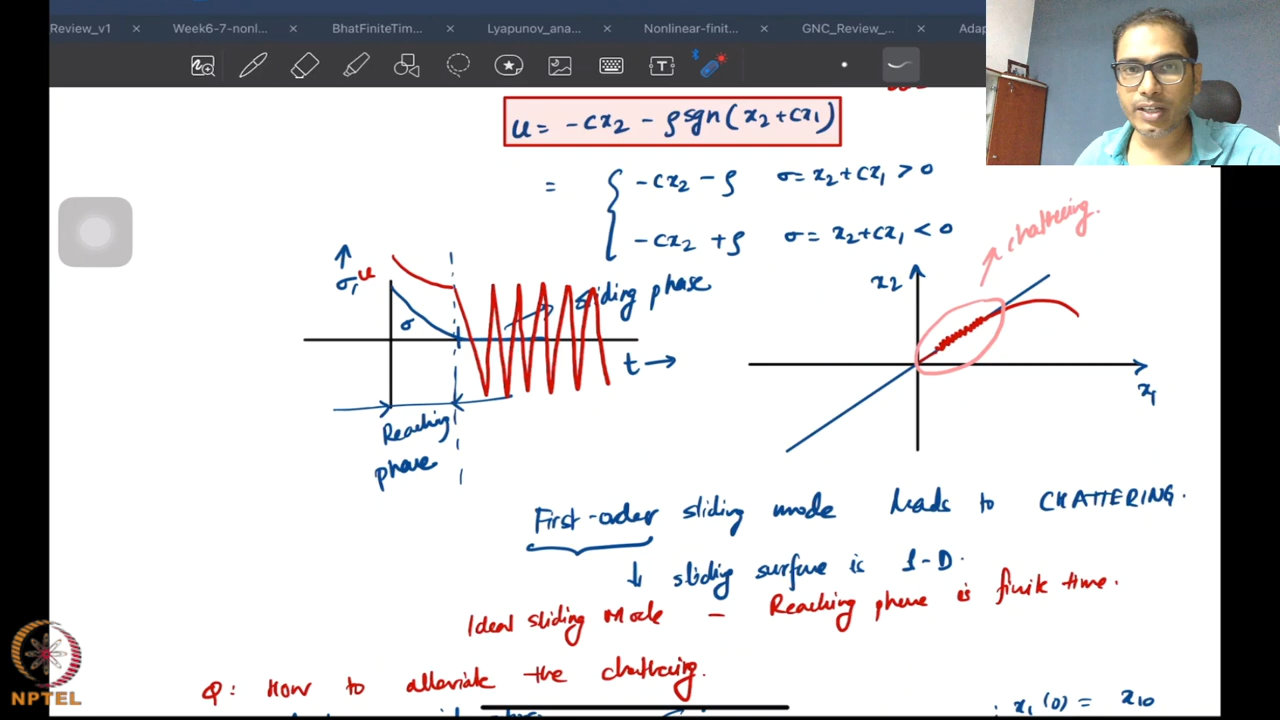 Review_v1 Week6-7-nonl... BhatFiniteTim... Lyapunov_ana... Nonlinear-finit... GNC_Review_... Adap
u = -cx₂ - ρsgn(x₂+cx₁)
= { -cx₂ - ρ σ = x₂+cx₁ > 0
-cx₂ + ρ σ = x₂+cx₁ < 0
chattering.
σ, u
σ
sliding phase
t →
Reaching
phase
x₂
x₁
First-order sliding mode leads to CHATTERING.
↓ sliding surface is 1-D.
Ideal sliding Mode - Reaching phase is finite time.
Q: How to alleviate the chattering.
x₁(0) = x₁₀
NPTEL